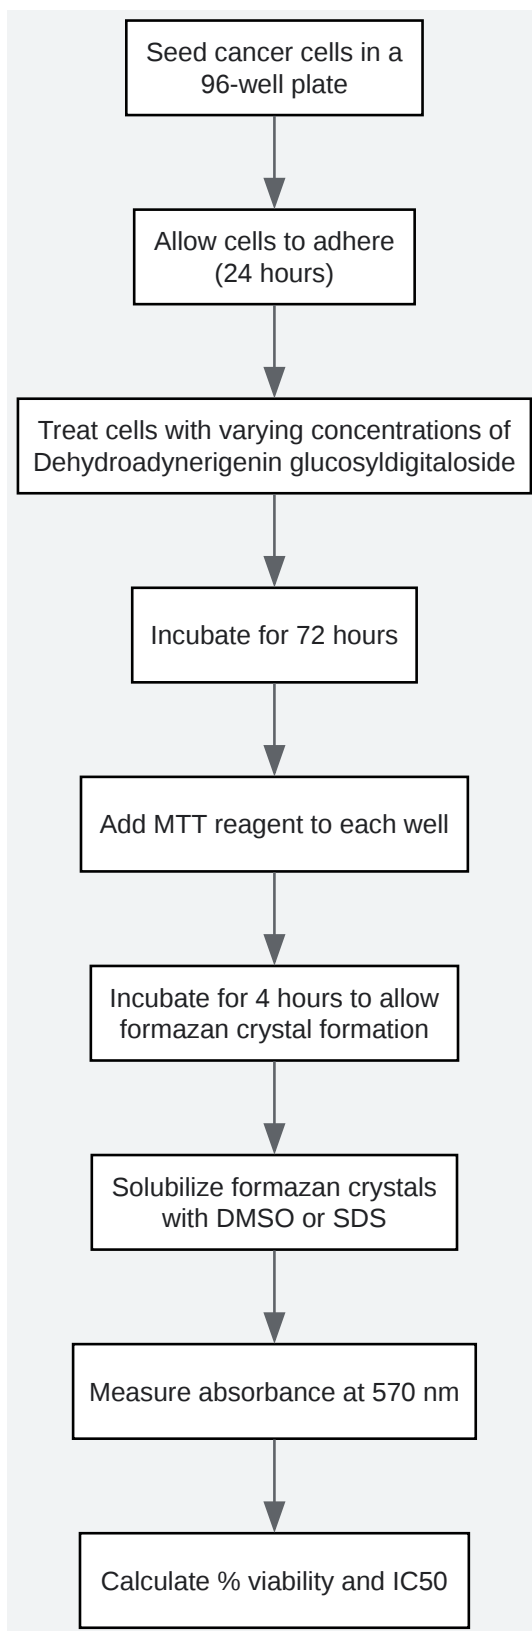 Seed cancer cells in a
96-well plate
Allow cells to adhere
(24 hours)
Treat cells with varying concentrations of
Dehydroadynerigenin glucosyldigitaloside
Incubate for 72 hours
Add MTT reagent to each well
Incubate for 4 hours to allow
formazan crystal formation
Solubilize formazan crystals
with DMSO or SDS
Measure absorbance at 570 nm
Calculate % viability and IC50